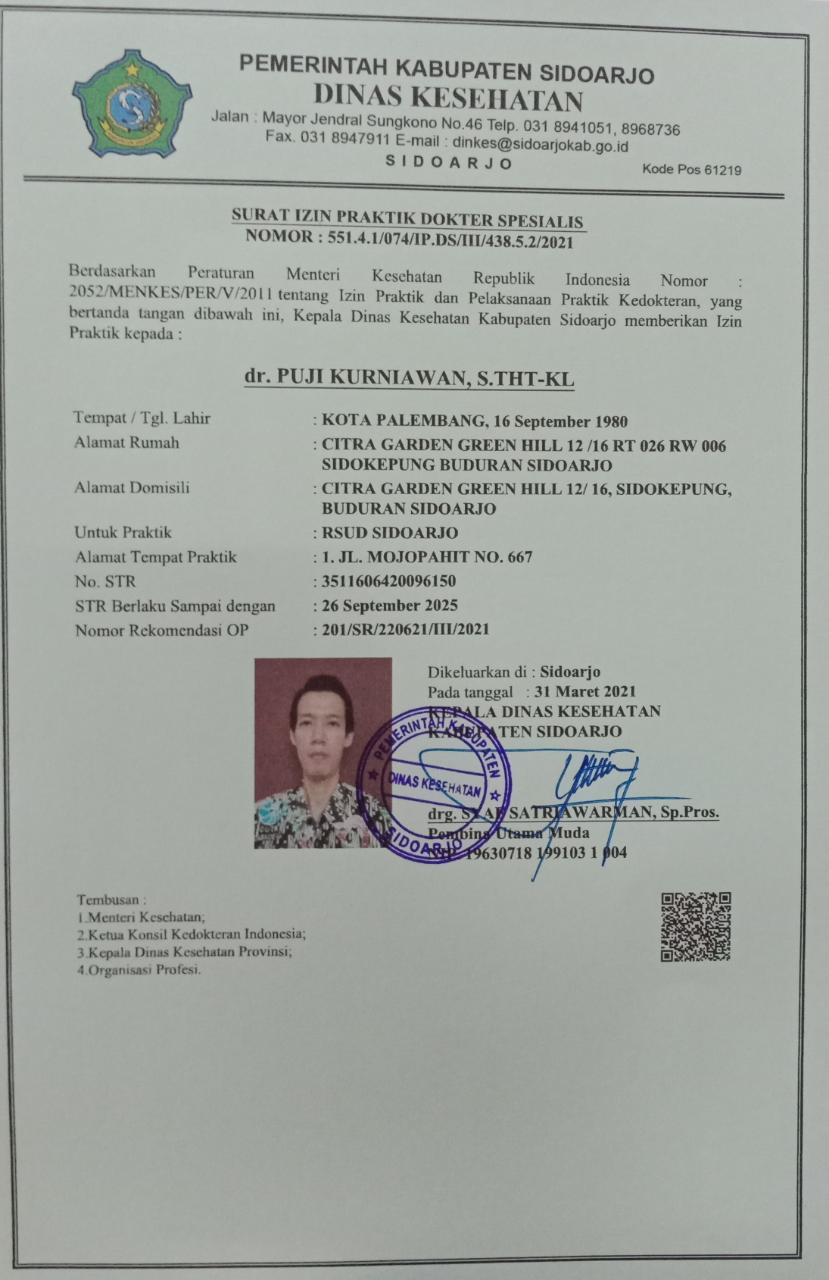 PEMERINTAH KABUPATEN SIDOARJO
DINAS KESEHATAN
Jalan : Mayor Jendral Sungkono No.46 Telp. 031 8941051, 8968736
Fax. 031 8947911 E-mail : dinkes@sidoarjokab.go.id
SIDOARJO
Kode Pos 61219
SURAT IZIN PRAKTIK DOKTER SPESIALIS
NOMOR : 551.4.1/074/IP.DS/III/438.5.2/2021
Berdasarkan Peraturan Menteri Kesehatan Republik Indonesia Nomor :
2052/MENKES/PER/V/2011 tentang Izin Praktik dan Pelaksanaan Praktik Kedokteran, yang
bertanda tangan dibawah ini, Kepala Dinas Kesehatan Kabupaten Sidoarjo memberikan Izin
Praktik kepada :
dr. PUJI KURNIAWAN, S.THT-KL
Tempat / Tgl. Lahir : KOTA PALEMBANG, 16 September 1980
Alamat Rumah : CITRA GARDEN GREEN HILL 12 /16 RT 026 RW 006
SIDOKEPUNG BUDURAN SIDOARJO
Alamat Domisili : CITRA GARDEN GREEN HILL 12/ 16, SIDOKEPUNG,
BUDURAN SIDOARJO
Untuk Praktik : RSUD SIDOARJO
Alamat Tempat Praktik : 1. JL. MOJOPAHIT NO. 667
No. STR : 3511606420096150
STR Berlaku Sampai dengan : 26 September 2025
Nomor Rekomendasi OP : 201/SR/220621/III/2021
Dikeluarkan di : Sidoarjo
Pada tanggal : 31 Maret 2021
KEPALA DINAS KESEHATAN
KABUPATEN SIDOARJO
PEMERINTAH KABUPATEN
DINAS KESEHATAN
SIDOARJO
drg. SYAF SATRIAWARMAN, Sp.Pros.
Pembina Utama Muda
NIP. 19630718 199103 1 004
Tembusan :
1.Menteri Kesehatan;
2.Ketua Konsil Kedokteran Indonesia;
3.Kepala Dinas Kesehatan Provinsi;
4.Organisasi Profesi.